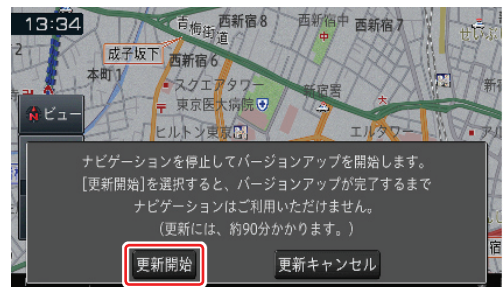 13:34
青梅街道
西新宿8
西新宿中
西新宿7
2
成子坂下
西新宿6
本町1
スクエアタワー
新宿署
東京医大病院
ビュー
ヒルトン東京
エルタワー
ナビゲーションを停止してバージョンアップを開始します。
[更新開始]を選択すると、バージョンアップが完了するまで
ナビゲーションはご利用いただけません。
(更新には、約90分かかります。)
更新開始
更新キャンセル
宿